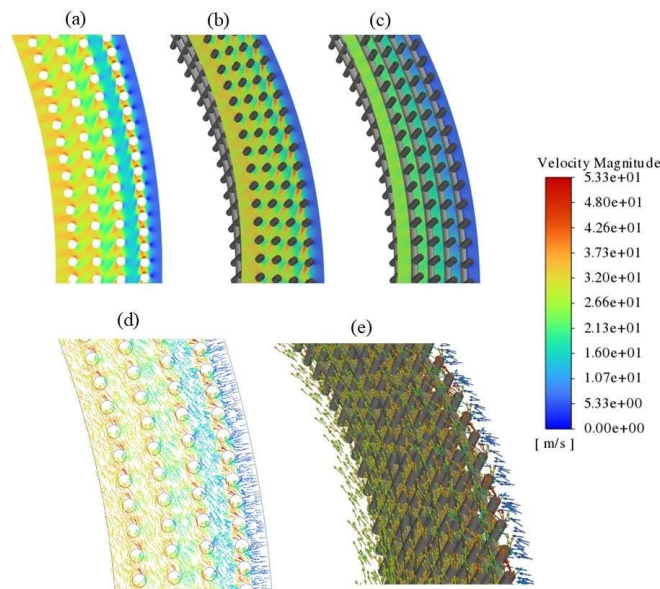 (a)
(b)
(c)
Velocity Magnitude
5.33e+01
4.80e+01
4.26e+01
3.73e+01
3.20e+01
2.66e+01
2.13e+01
1.60e+01
1.07e+01
5.33e+00
0.00e+00
[ m/s ]
(d)
(e)